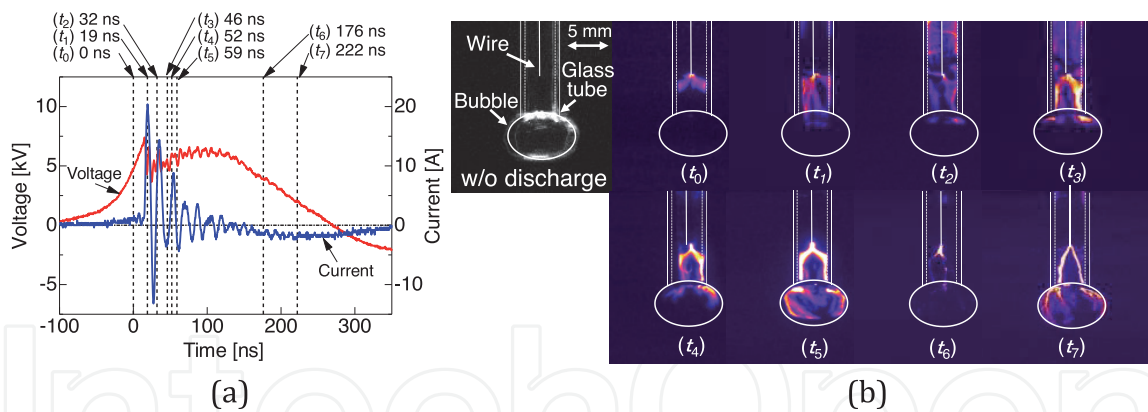 (a)
(t2) 32 ns
(t1) 19 ns
(t0) 0 ns
(t3) 46 ns
(t4) 52 ns
(t5) 59 ns
(t6) 176 ns
(t7) 222 ns
10
5
0
-5
Voltage [kV]
20
10
0
-10
Current [A]
Voltage
Current
-100
0
100
200
300
Time [ns]
(a)
Wire
5 mm
Glass
tube
Bubble
w/o discharge
(b)
(t0)
(t1)
(t2)
(t3)
(t4)
(t5)
(t6)
(t7)
(b)
IntechOpen